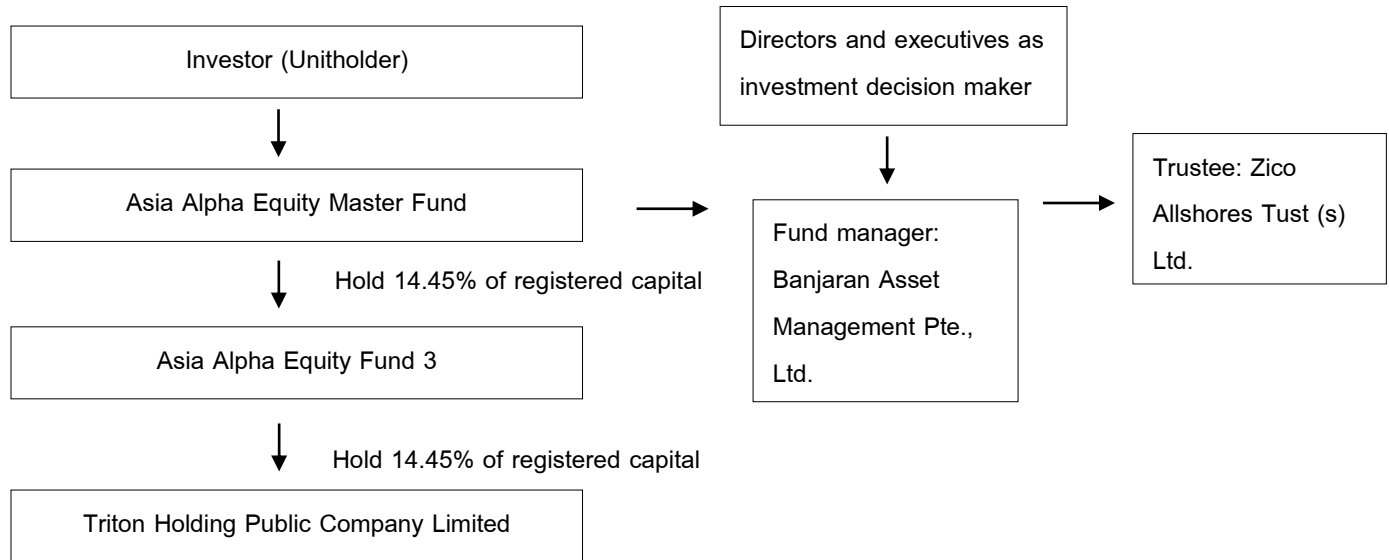 Investor (Unitholder)
Asia Alpha Equity Master Fund
Hold 14.45% of registered capital
Asia Alpha Equity Fund 3
Hold 14.45% of registered capital
Triton Holding Public Company Limited
Directors and executives as
investment decision maker
Fund manager:
Banjaran Asset
Management Pte.,
Ltd.
Trustee: Zico
Allshores Tust (s)
Ltd.